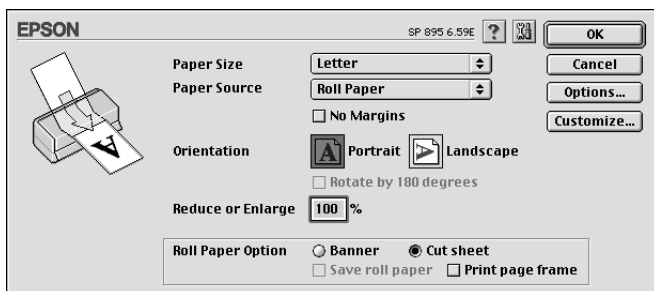 EPSON
SP 895 6.59E ?
OK
Paper Size Letter
Cancel
Paper Source Roll Paper
Options...
No Margins
Customize...
Orientation A Portrait A Landscape
Rotate by 180 degrees
Reduce or Enlarge 100 %
Roll Paper Option Banner Cut sheet
Save roll paper Print page frame
A